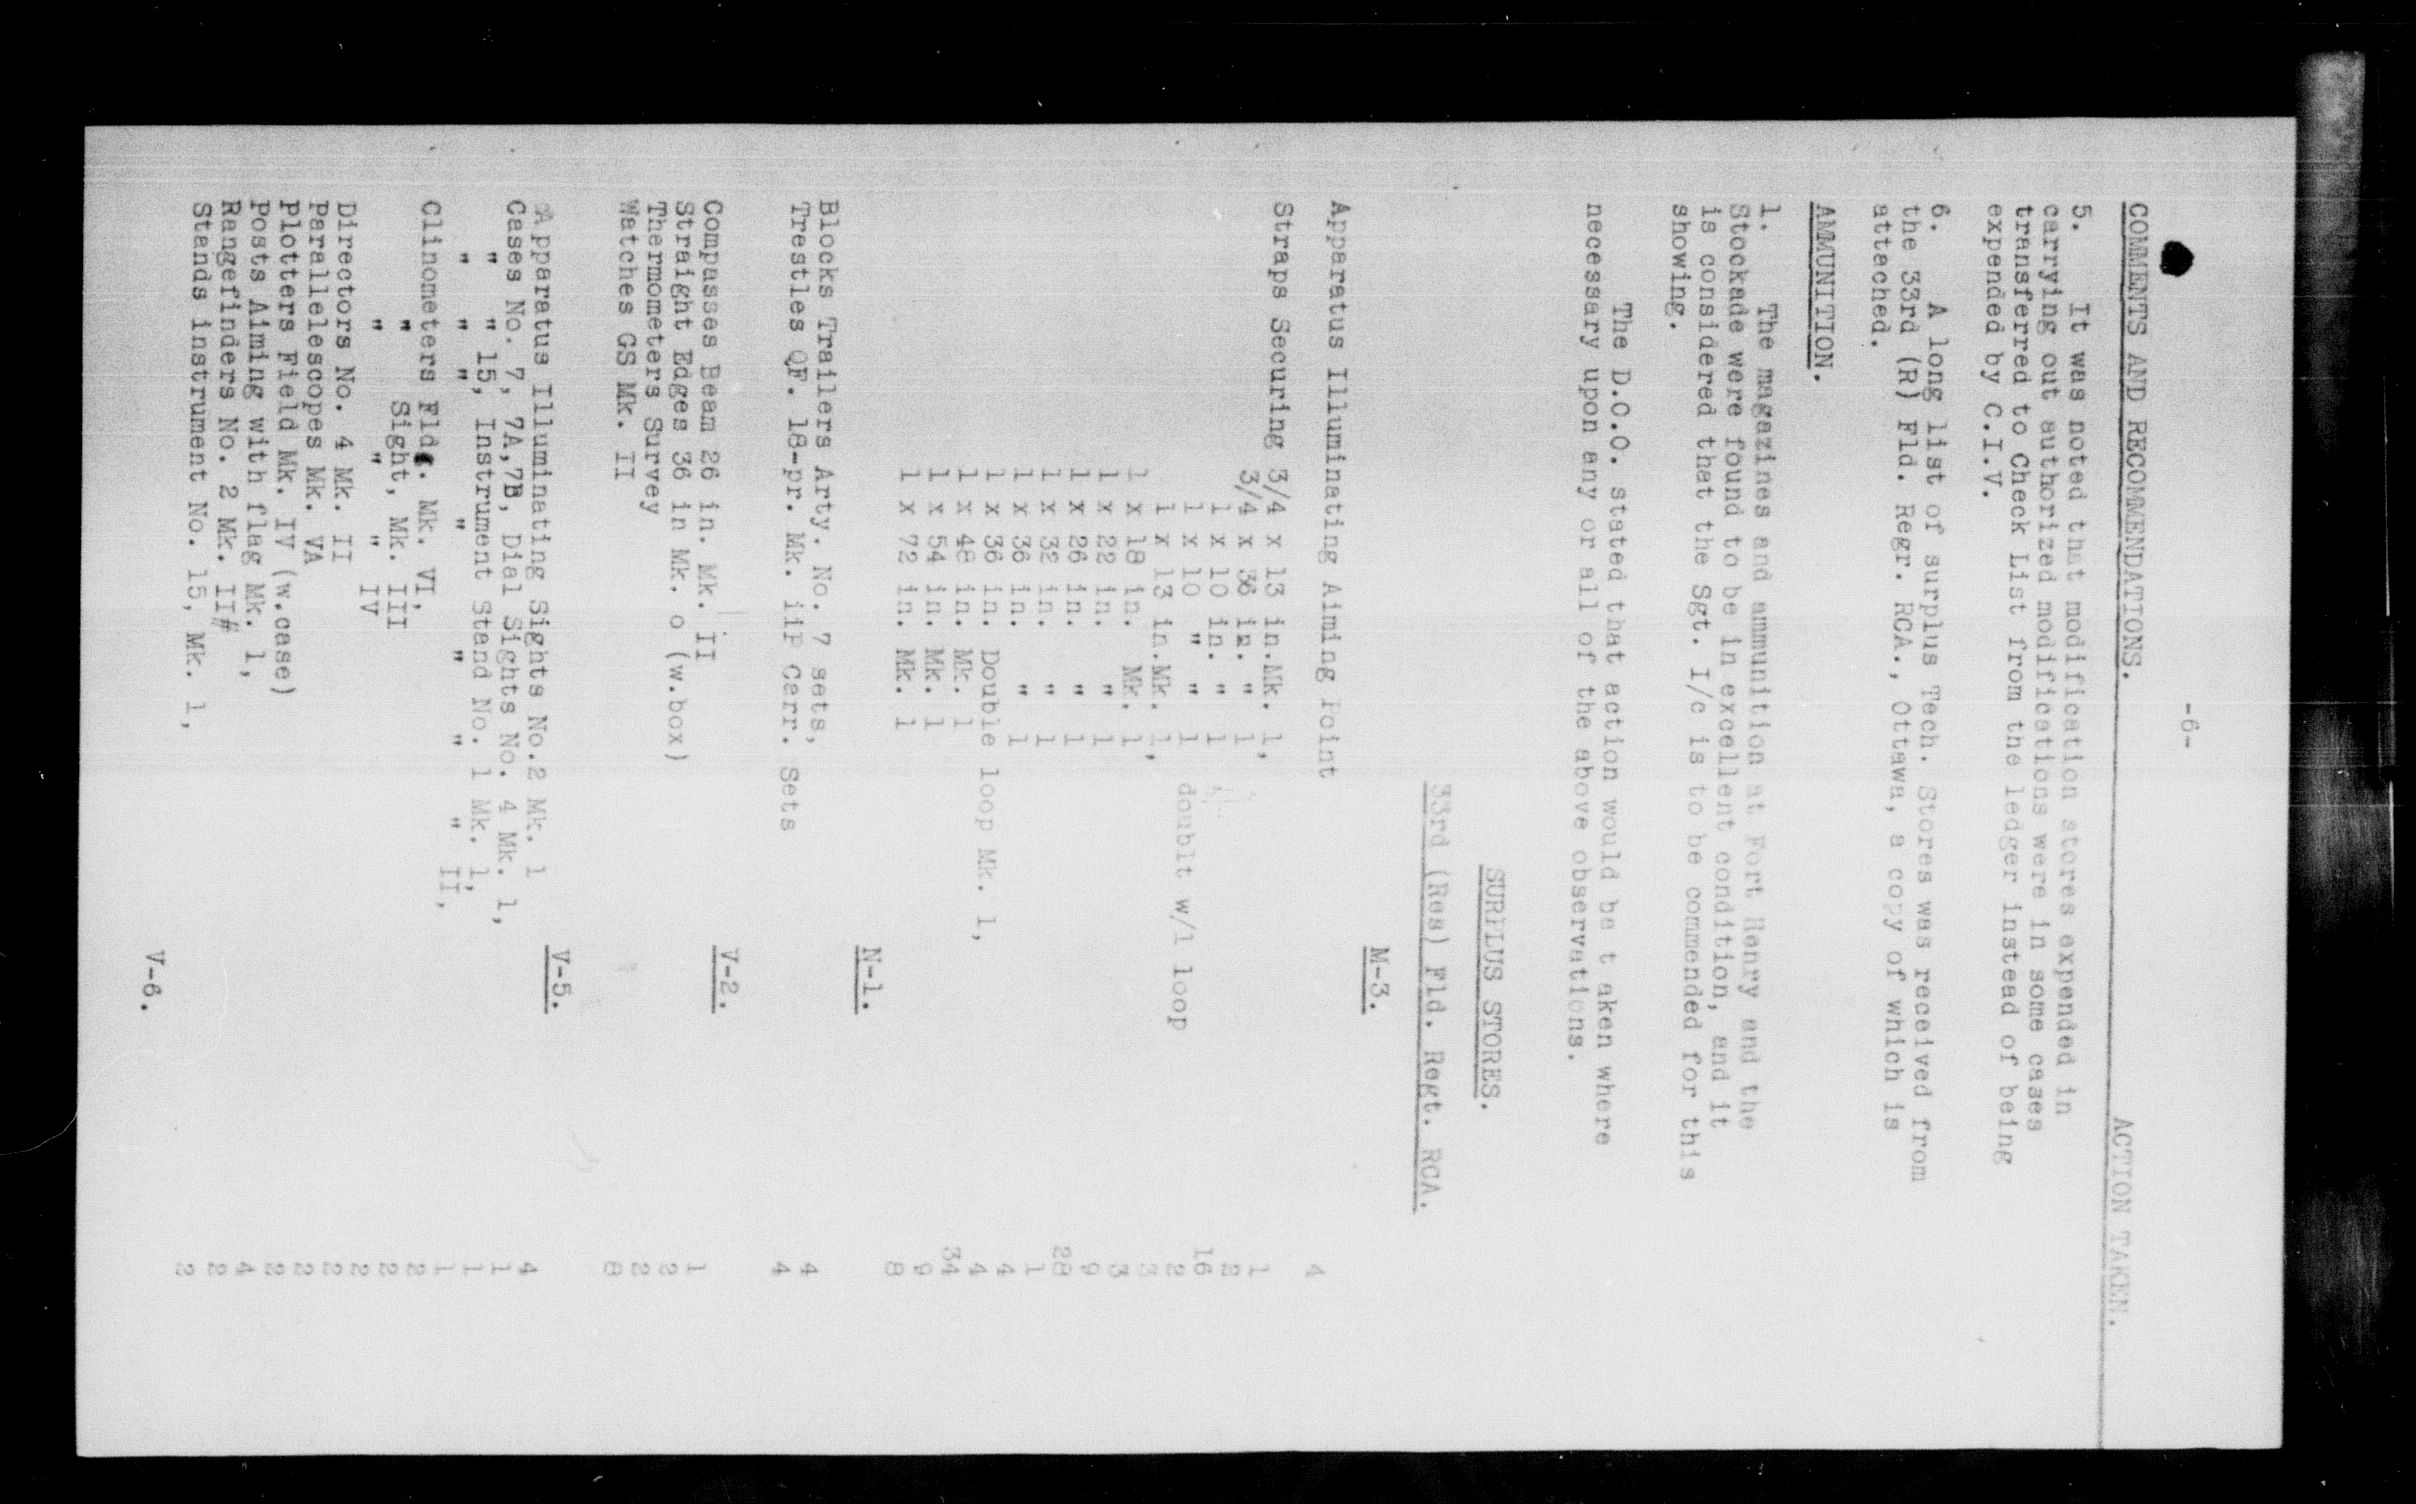 -6-
COMMENTS AND RECOMMENDATIONS. ACTION TAKEN.
5. It was noted that modification stores expended in
carrying out authorized modifications were in some cases
transferred to Check List from the ledger instead of being
expended by C.I.V.
6. A long list of surplus Tech. Stores was received from
the 33rd (R) Fld. Regr. RCA., Ottawa, a copy of which is
attached.
AMMUNITION.
1. The magazines and ammunition at Fort Henry and the
Stockade were found to be in excellent condition, and it
is considered that the Sgt. I/c is to be commended for this
showing.
The D.O.O. stated that action would be t aken where
necessary upon any or all of the above observations.
SURPLUS STORES.
33rd (Res) Fld. Regt. RCA.
M-3.
Apparatus Illuminating Aiming Point 4
Straps Securing 3/4 x 13 in.Mk. 1, 1
3/4 x 36 in. " 1 2
1 x 10 in. " 1 16
1 x 10 " " 1 doublt w/1 loop 2
1 x 13 in.Mk. 1, 3
1 x 18 in. Mk. 1 3
1 x 22 in. " 1 9
1 x 26 in. " 1 28
1 x 32 in. " 1 1
1 x 36 in. " 1 4
1 x 36 in. Double loop Mk. 1, 4
1 x 48 in. Mk. 1 34
1 x 54 in. Mk. 1 9
1 x 72 in. Mk. 1 8
N-1.
Blocks Trailers Arty. No. 7 sets, 4
Trestles QF. 18-pr. Mk. iiP Carr. Sets 4
V-2.
Compasses Beam 26 in. Mk. II 1
Straight Edges 36 in Mk. o (w.box) 2
Thermometers Survey 2
Watches GS Mk. II 8
V-5.
Apparatus Illuminating Sights No.2 Mk. 1 4
Cases No. 7, 7A,7B, Dial Sights No. 4 Mk. 1, 1
" " 15, Instrument Stand No. 1 Mk. 1, 1
" " " " " " " II, 1
Clinometers Fld. Mk. VI, 2
" Sight, Mk. III 2
" " " IV 2
Directors No. 4 Mk. II 2
Parallelescopes Mk. VA 2
Plotters Field Mk. IV (w.case) 2
Posts Aiming with flag Mk. 1, 4
Rangefinders No. 2 Mk. II# 2
Stands instrument No. 15, Mk. 1, 2
V-6.